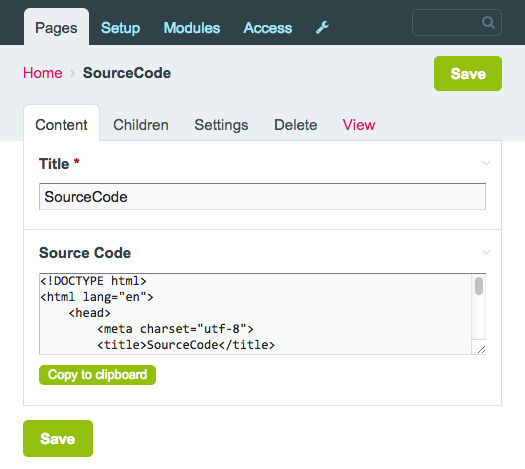 Pages Setup Modules Access
Home > SourceCode
Save
Content Children Settings Delete View
Title *
SourceCode
Source Code
<!DOCTYPE html>
<html lang="en">
    <head>
        <meta charset="utf-8">
        <title>SourceCode</title>
Copy to clipboard
Save